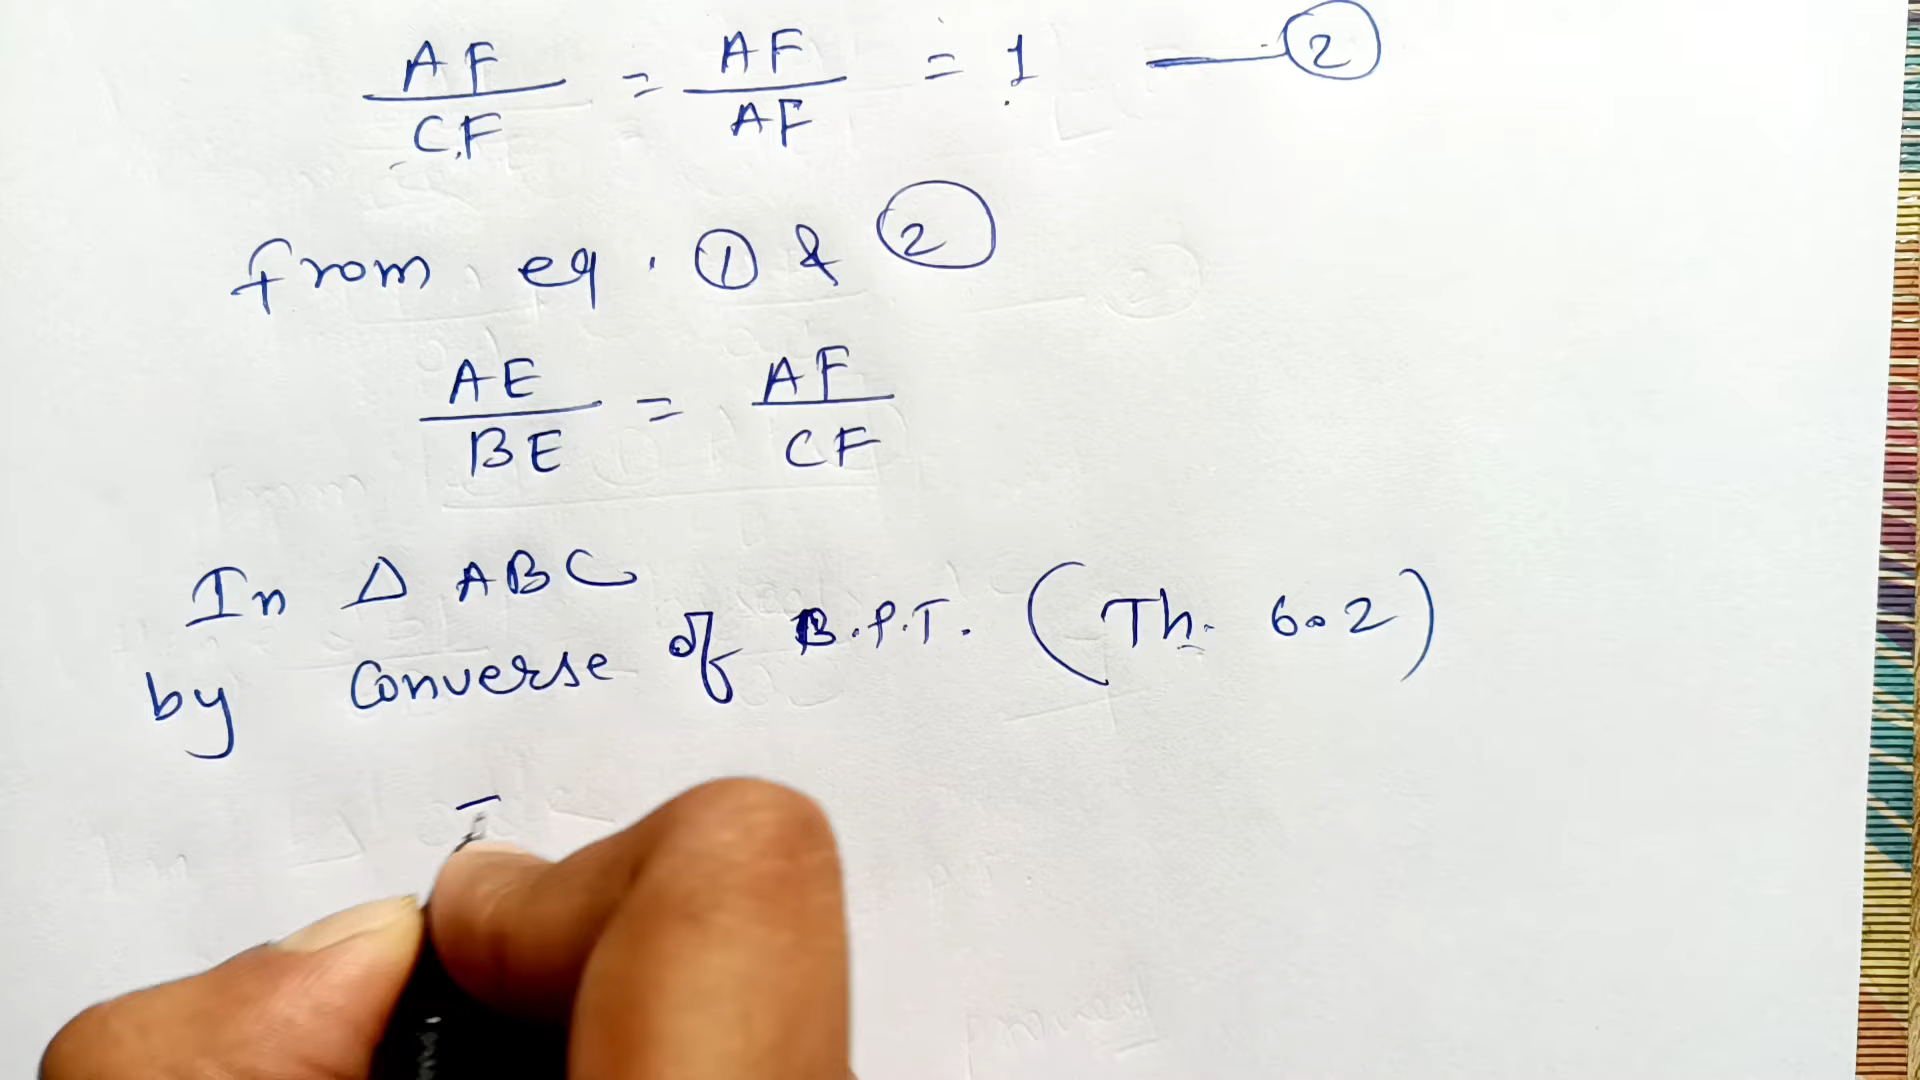 AF/CF = AF/AF = 1 — ②
from eq. ① & ②
AE/BE = AF/CF
In Δ ABC
by Converse of B.P.T. (Th. 6.2)